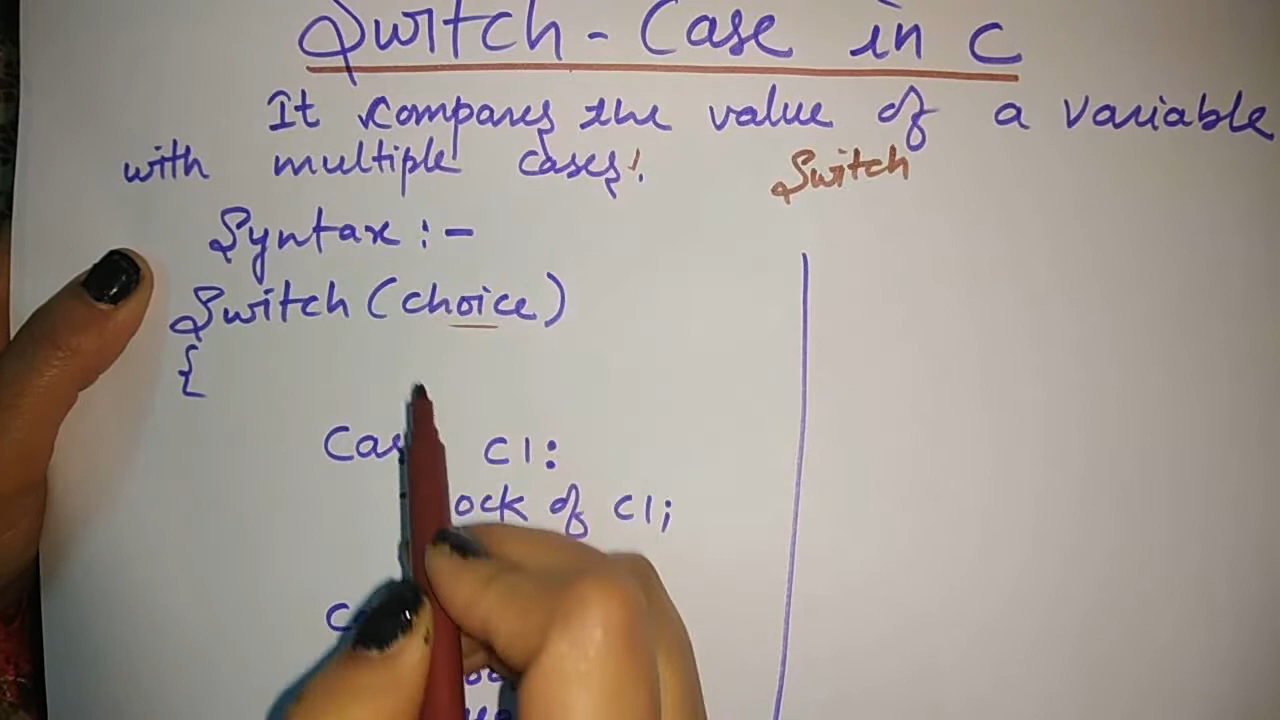 Switch - Case in C
It compares the value of a variable
with multiple cases!
Switch
Syntax :-
Switch (choice)
{
C1:
of C1;